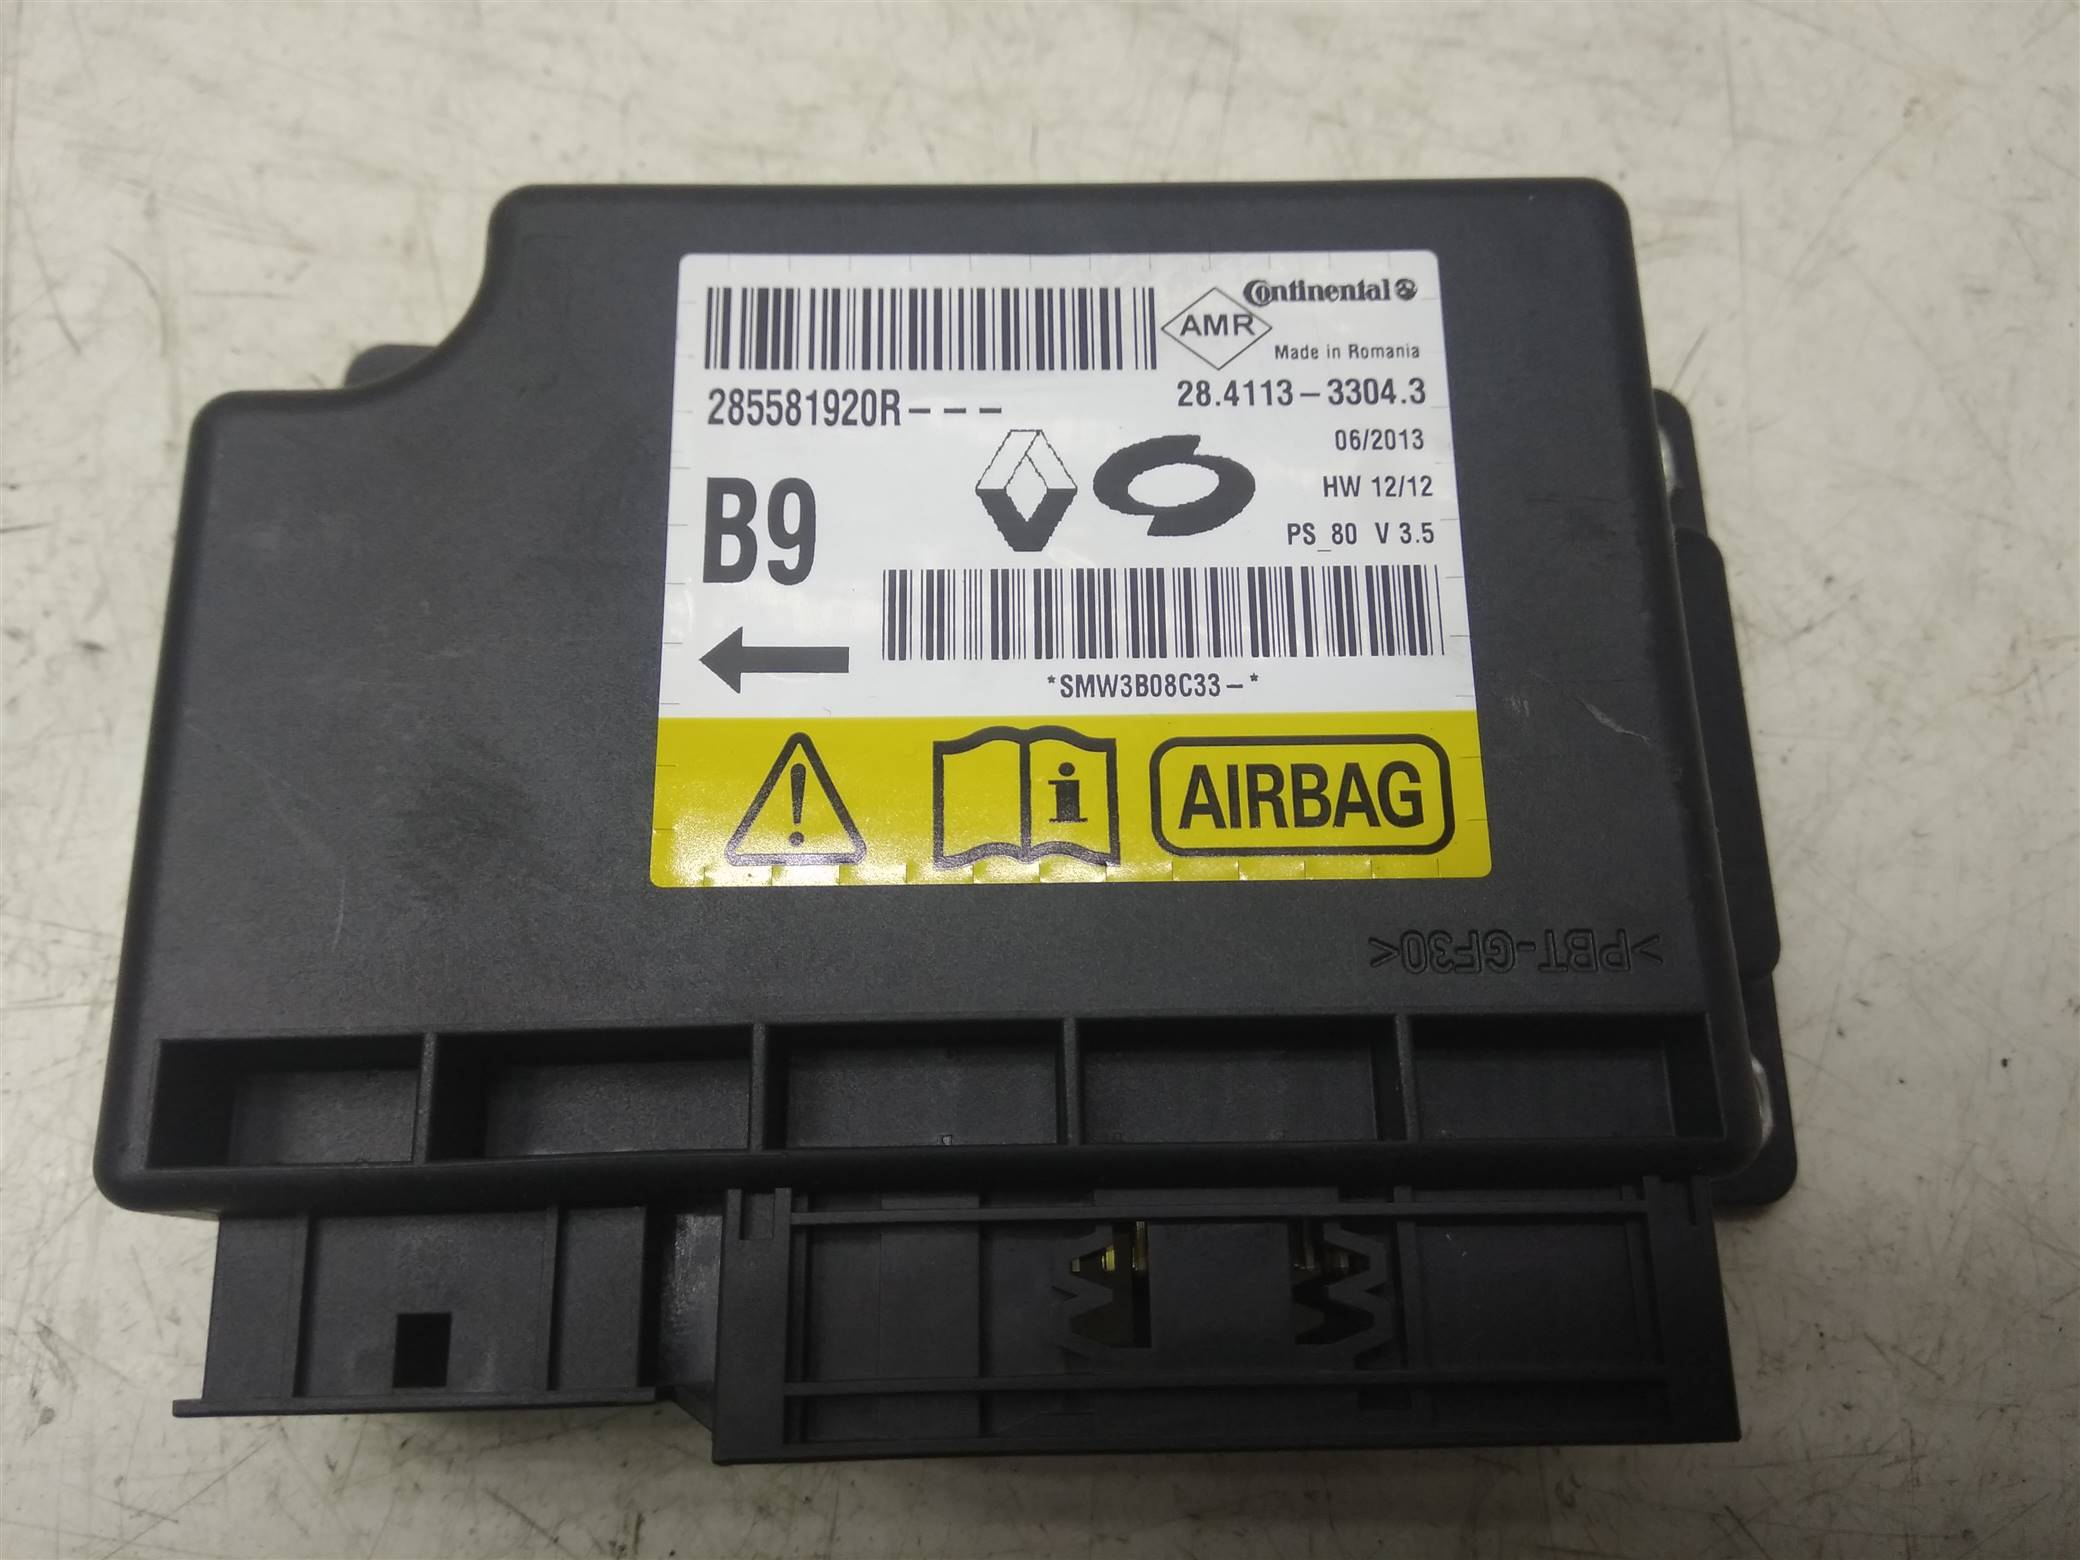 Continental
AMR
Made in Romania
285581920R---
28.4113-3304.3
06/2013
B9
HW 12/12
PS_80 V 3.5
*SMW3B08C33-*
i
AIRBAG
>PBT-GF30<